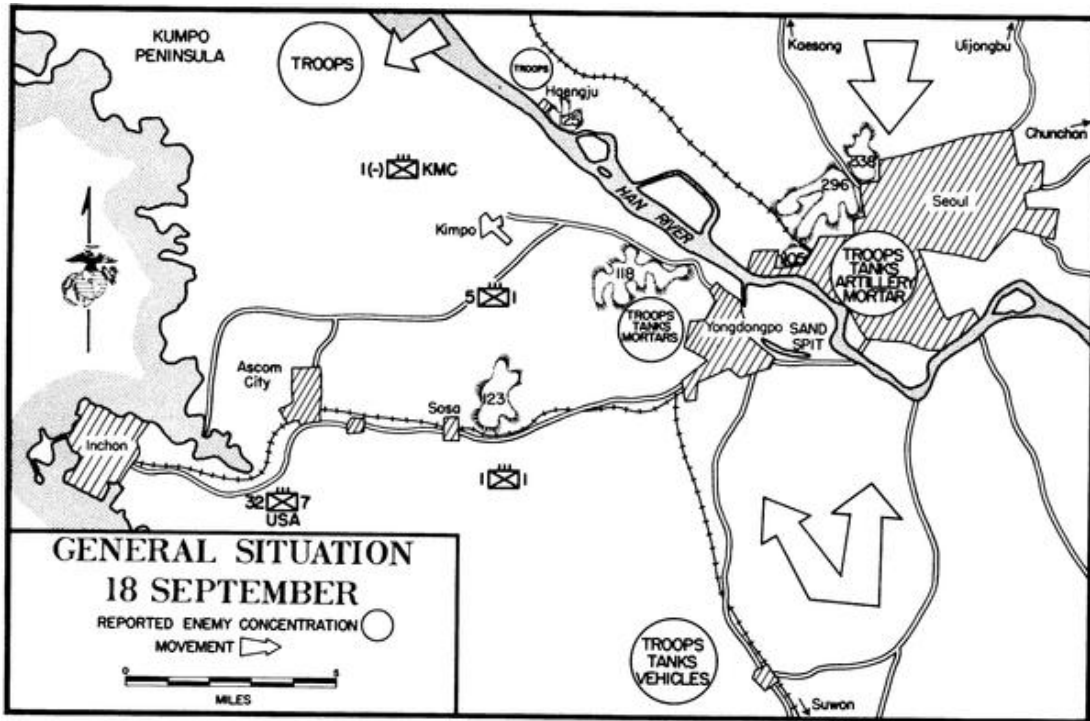 KUMPO
PENINSULA
TROOPS
TROOPS
Haengju
Kaesong
Uijongbu
Chunchon
1(-) KMC
HAN RIVER
338
296
Seoul
Kimpo
105
TROOPS
TANKS
ARTILLERY
MORTAR
118
5 1
TROOPS
TANKS
MORTARS
Yongdongpo
SAND
SPIT
Ascom
City
Sosa
123
Inchon
1 1
32 7
USA
GENERAL SITUATION
18 SEPTEMBER
REPORTED ENEMY CONCENTRATION
MOVEMENT
0 5
MILES
TROOPS
TANKS
VEHICLES
Suwon